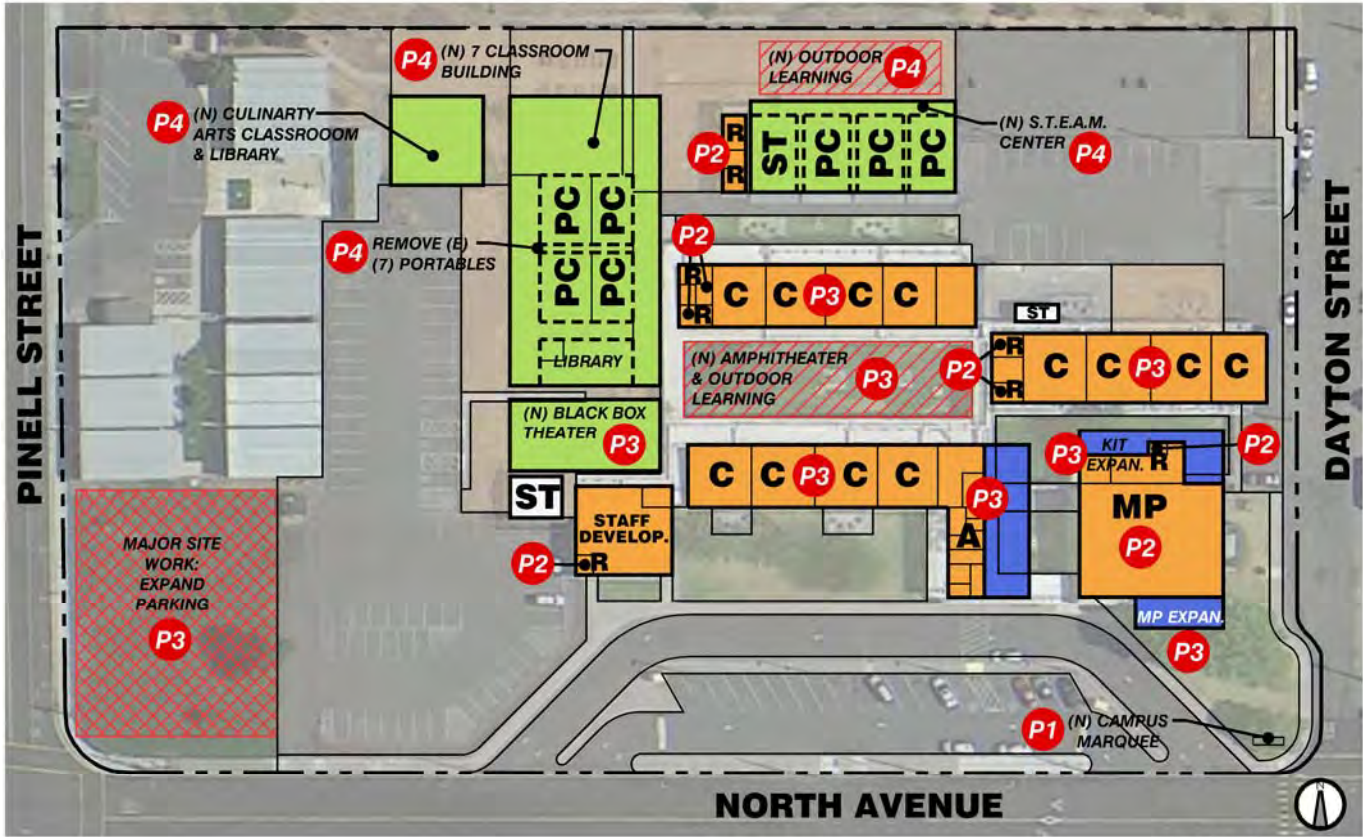 P4
(N) 7 CLASSROOM
BUILDING
P4
(N) CULINARTY
ARTS CLASSROOOM
& LIBRARY
(N) OUTDOOR
LEARNING
P4
(N) S.T.E.A.M.
CENTER
P4
P2
R
R
ST
PC
PC
PC
P4
REMOVE (E)
(7) PORTABLES
PC
PC
PC
PC
LIBRARY
P2
R
R
C
C
P3
C
C
ST
(N) AMPHITHEATER
& OUTDOOR
LEARNING
P3
P2
R
R
C
C
P3
C
C
(N) BLACK BOX
THEATER
P3
ST
STAFF
DEVELOP.
R
P2
C
C
P3
C
C
A
P3
P3
KIT
EXPAN.
R
P2
MP
P2
MP EXPAN.
P3
MAJOR SITE
WORK:
EXPAND
PARKING
P3
P1
(N) CAMPUS
MARQUEE
PINELL STREET
DAYTON STREET
NORTH AVENUE
N